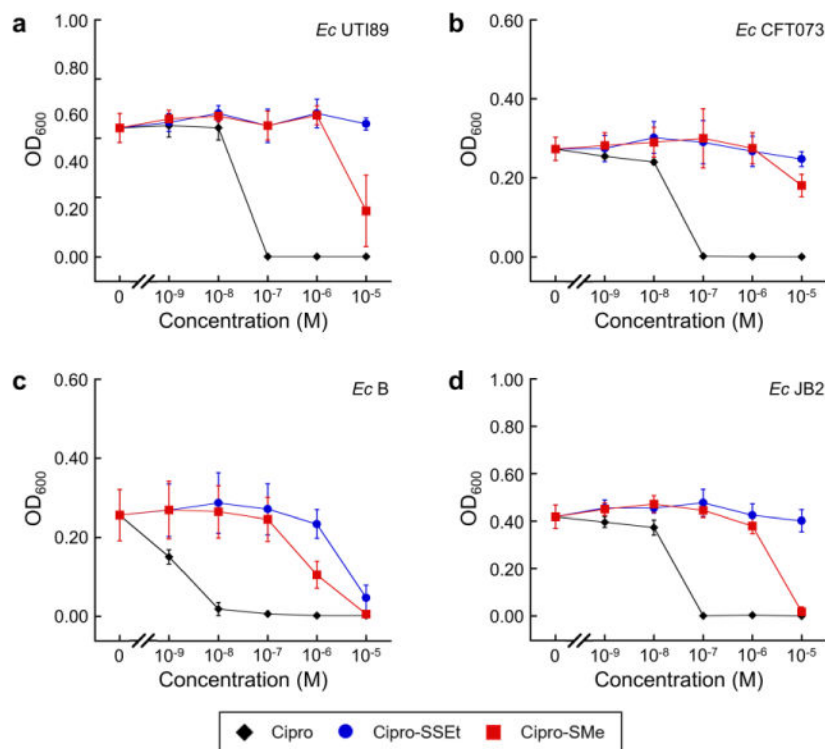 a
Ec UTI89
1.00
0.80
0.60
0.40
0.20
0.00
OD600
0 10-9 10-8 10-7 10-6 10-5
Concentration (M)
b
Ec CFT073
0.60
0.40
0.20
0.00
OD600
0 10-9 10-8 10-7 10-6 10-5
Concentration (M)
c
Ec B
0.60
0.40
0.20
0.00
OD600
0 10-9 10-8 10-7 10-6 10-5
Concentration (M)
d
Ec JB2
1.00
0.80
0.60
0.40
0.20
0.00
OD600
0 10-9 10-8 10-7 10-6 10-5
Concentration (M)
Cipro Cipro-SSEt Cipro-SMe